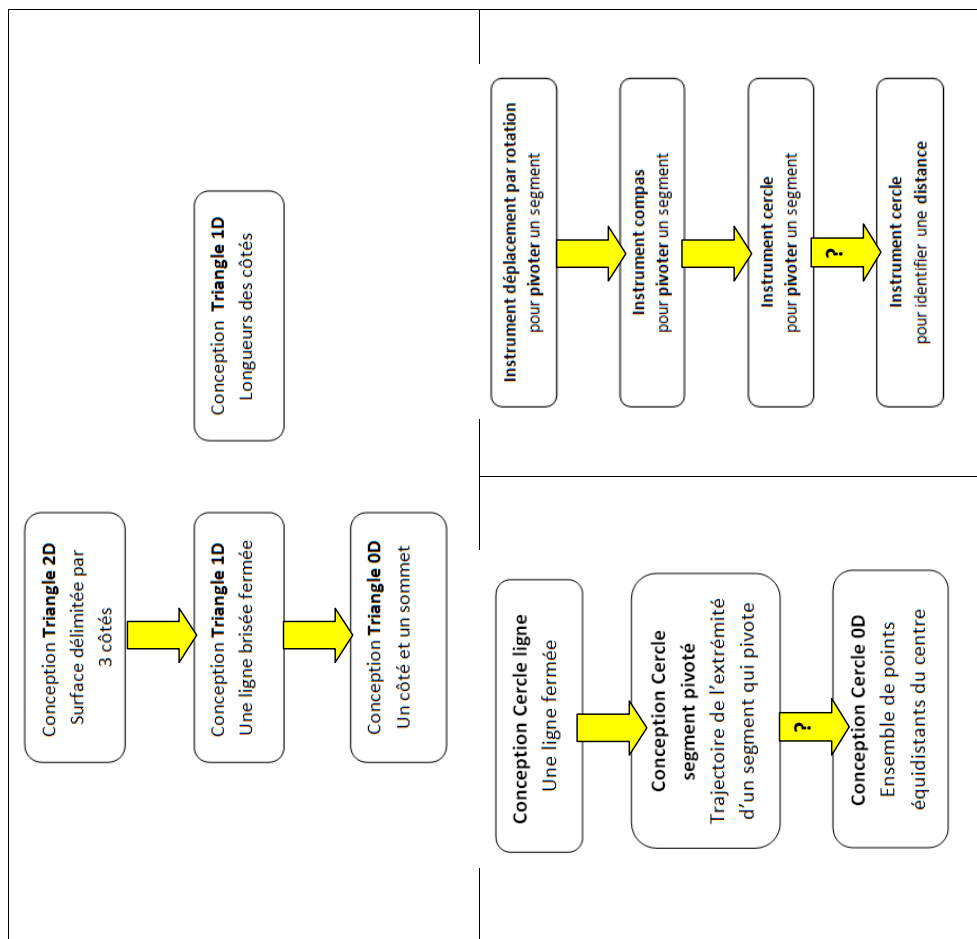 Conception Triangle 2D
Surface délimitée par
3 côtés
Conception Triangle 1D
Une ligne brisée fermée
Conception Triangle 0D
Un côté et un sommet
Conception Triangle 1D
Longueurs des côtés
Conception Cercle ligne
Une ligne fermée
Conception Cercle
segment pivoté
Trajectoire de l'extrémité
d'un segment qui pivote
?
Conception Cercle 0D
Ensemble de points
équidistants du centre
Instrument déplacement par rotation
pour pivoter un segment
Instrument compas
pour pivoter un segment
Instrument cercle
pour pivoter un segment
?
Instrument cercle
pour identifier une distance